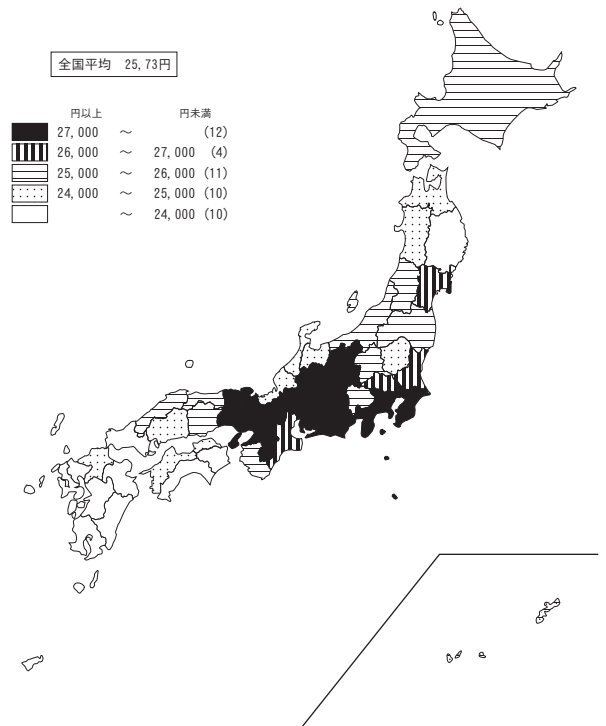 全国平均 25,73円
円以上 円未満
27,000 ～ (12)
26,000 ～ 27,000 (4)
25,000 ～ 26,000 (11)
24,000 ～ 25,000 (10)
～ 24,000 (10)